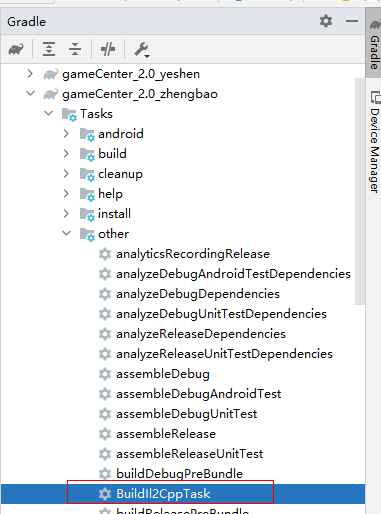 Gradle
gameCenter_2.0_yeshen
gameCenter_2.0_zhengbao
Tasks
android
build
cleanup
help
install
other
analyticsRecordingRelease
analyzeDebugAndroidTestDependencies
analyzeDebugDependencies
analyzeDebugUnitTestDependencies
analyzeReleaseDependencies
analyzeReleaseUnitTestDependencies
assembleDebug
assembleDebugAndroidTest
assembleDebugUnitTest
assembleRelease
assembleReleaseUnitTest
buildDebugPreBundle
BuildIl2CppTask
buildReleasePreBundle
Gradle
Device Manager